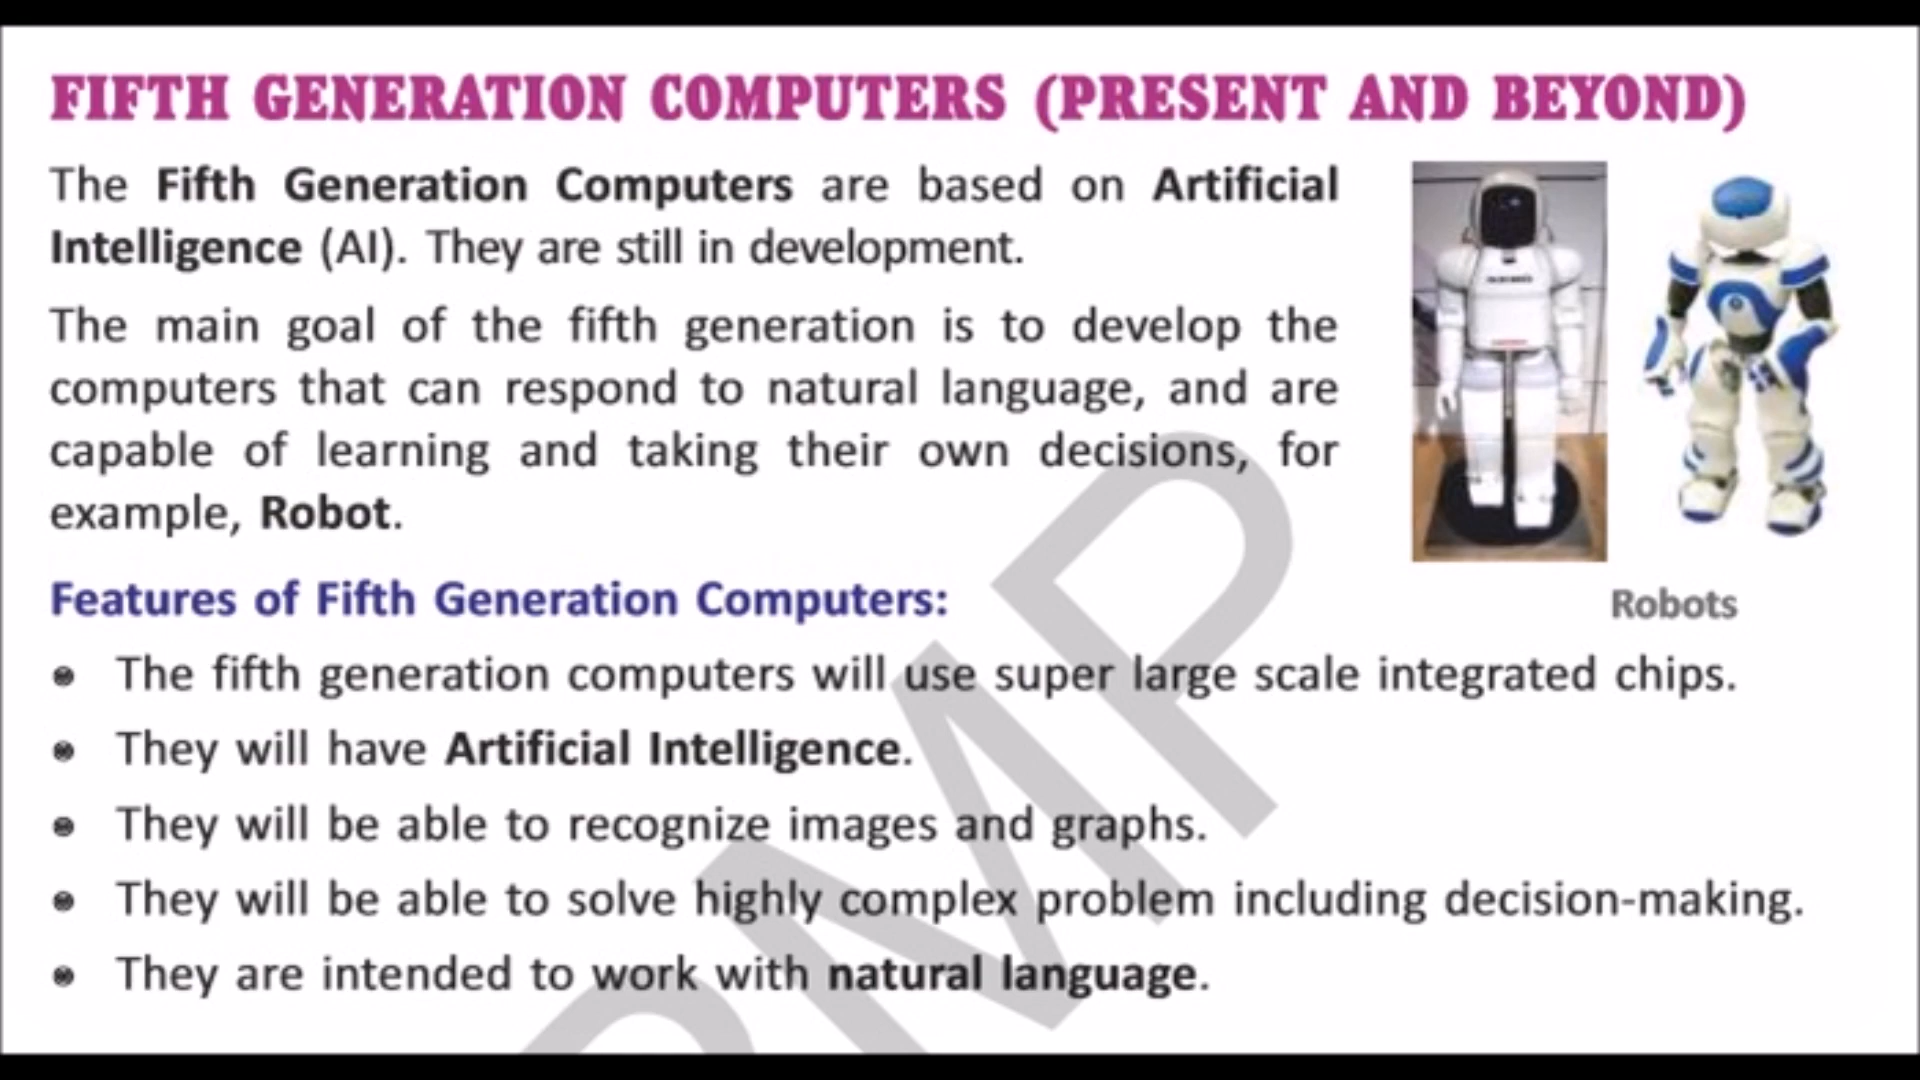 FIFTH GENERATION COMPUTERS (PRESENT AND BEYOND)
The Fifth Generation Computers are based on Artificial
Intelligence (AI). They are still in development.
The main goal of the fifth generation is to develop the
computers that can respond to natural language, and are
capable of learning and taking their own decisions, for
example, Robot.
Robots
Features of Fifth Generation Computers:
• The fifth generation computers will use super large scale integrated chips.
• They will have Artificial Intelligence.
• They will be able to recognize images and graphs.
• They will be able to solve highly complex problem including decision-making.
• They are intended to work with natural language.
PMP